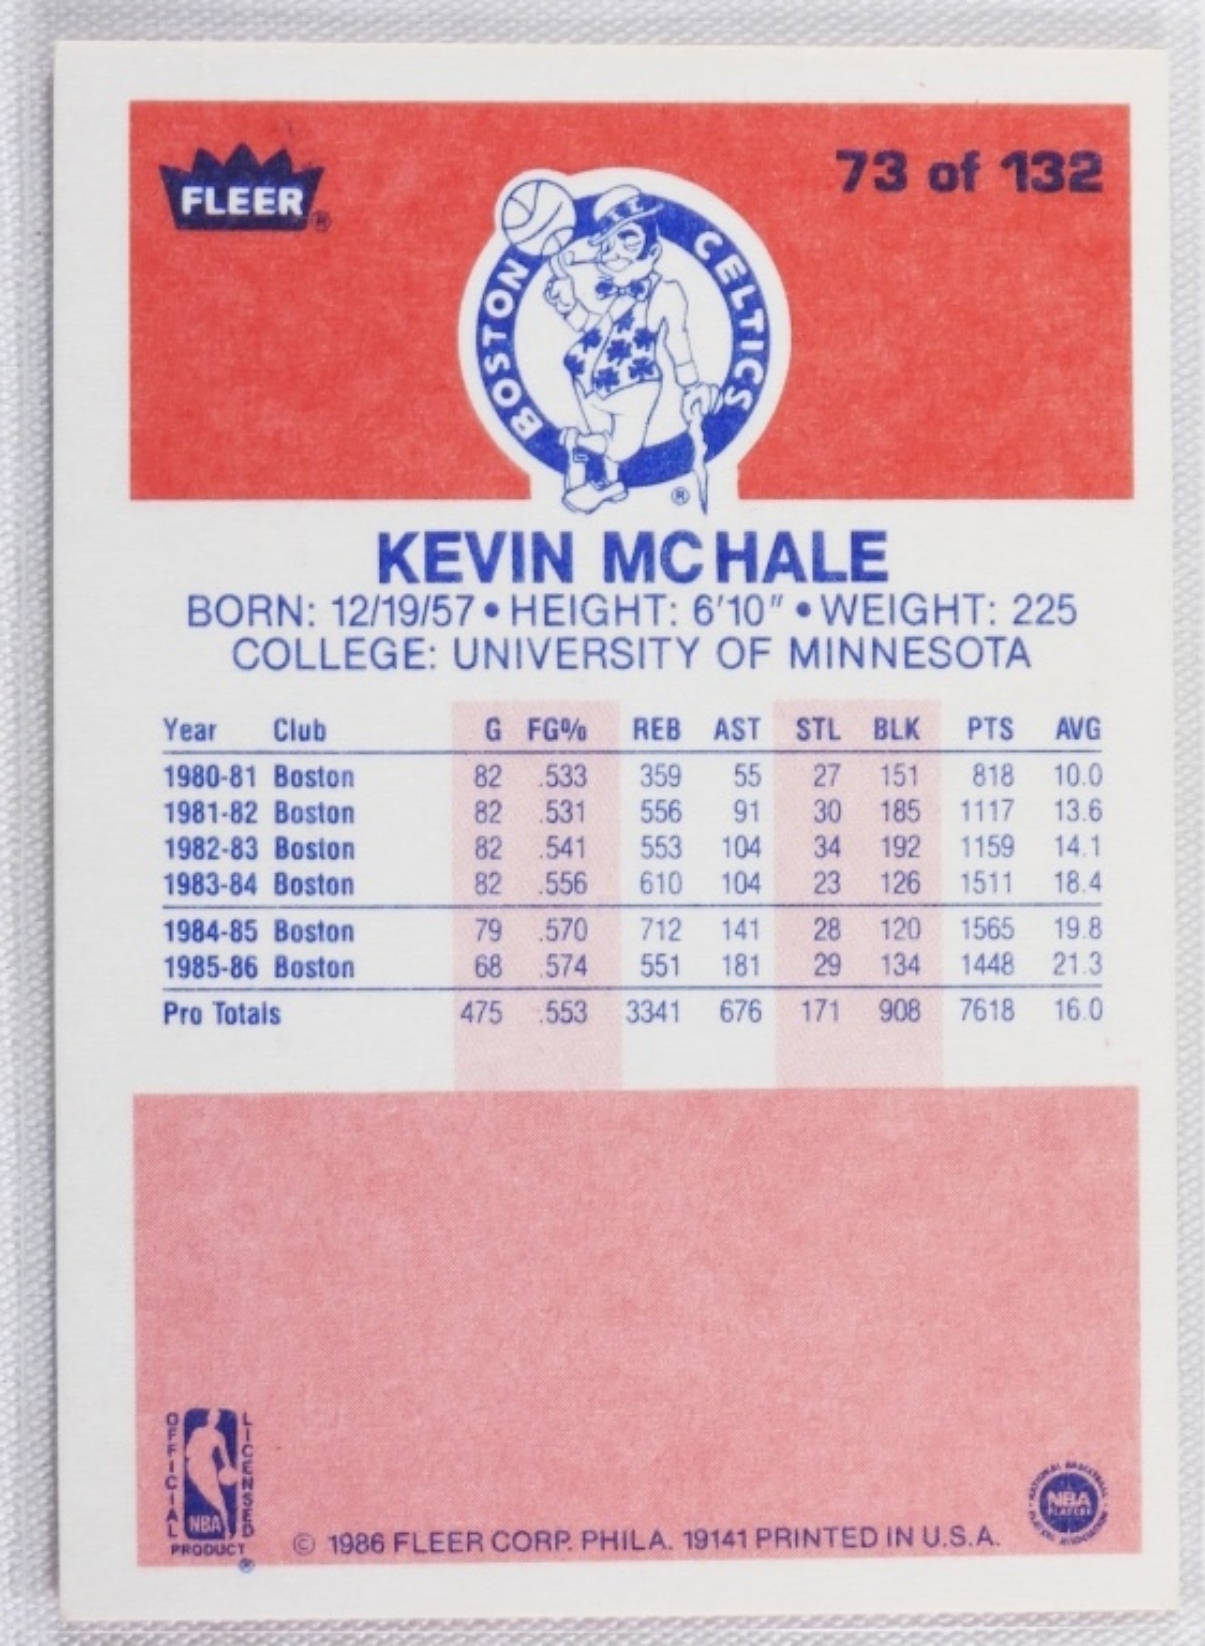 FLEER®
73 of 132
BOSTON CELTICS
®
KEVIN MCHALE
BORN: 12/19/57 • HEIGHT: 6'10" • WEIGHT: 225
COLLEGE: UNIVERSITY OF MINNESOTA
Year Club G FG% REB AST STL BLK PTS AVG
1980-81 Boston 82 .533 359 55 27 151 818 10.0
1981-82 Boston 82 .531 556 91 30 185 1117 13.6
1982-83 Boston 82 .541 553 104 34 192 1159 14.1
1983-84 Boston 82 .556 610 104 23 126 1511 18.4
1984-85 Boston 79 .570 712 141 28 120 1565 19.8
1985-86 Boston 68 .574 551 181 29 134 1448 21.3
Pro Totals 475 .553 3341 676 171 908 7618 16.0
OFFICIAL LICENSED
NBA
PRODUCT
®
© 1986 FLEER CORP. PHILA. 19141 PRINTED IN U.S.A.
NATIONAL BASKETBALL
NBA
PLAYERS
PLAYERS ASSOCIATION